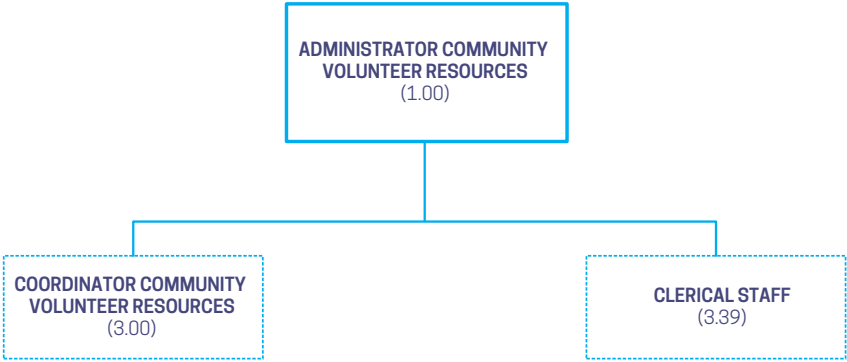 ADMINISTRATOR COMMUNITY
VOLUNTEER RESOURCES
(1.00)
COORDINATOR COMMUNITY
VOLUNTEER RESOURCES
(3.00)
CLERICAL STAFF
(3.39)